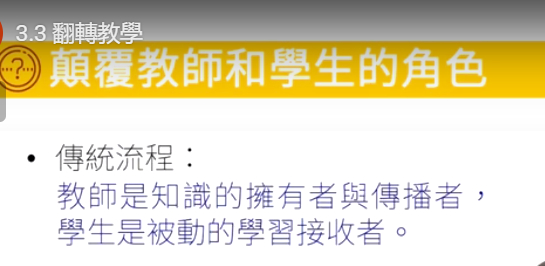 3.3 翻轉教學
...?...
顛覆教師和學生的角色
• 傳統流程：
教師是知識的擁有者與傳播者，
學生是被動的學習接收者。